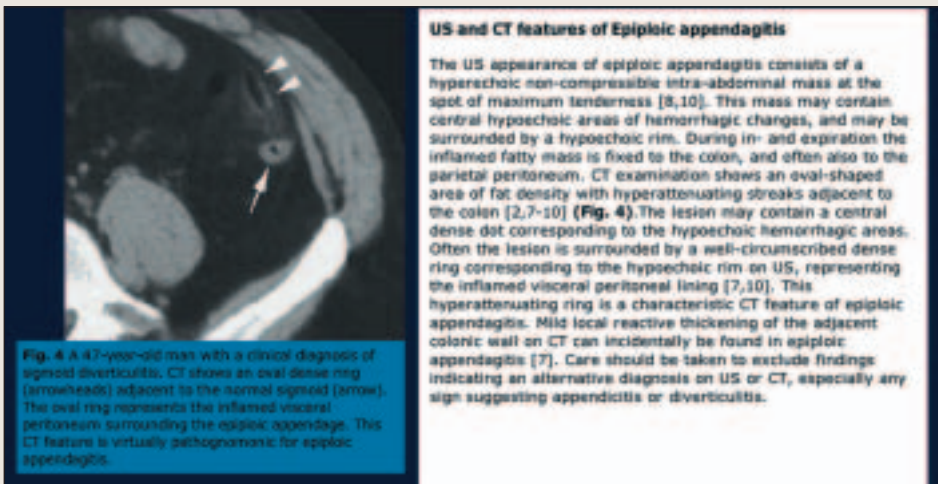 US and CT features of Epiploic appendagitis
The US appearance of epiploic appendagitis consists of a
hyperechoic non-compressible intra-abdominal mass at the
spot of maximum tenderness [8,10]. This mass may contain
central hypoechoic areas of hemorrhagic changes, and may be
surrounded by a hypoechoic rim. During in- and expiration the
inflamed fatty mass is fixed to the colon, and often also to the
parietal peritoneum. CT examination shows an oval-shaped
area of fat density with hyperattenuating streaks adjacent to
the colon [2,7-10] (Fig. 4).The lesion may contain a central
dense dot corresponding to the hypoechoic hemorrhagic areas.
Often the lesion is surrounded by a well-circumscribed dense
ring corresponding to the hypoechoic rim on US, representing
the inflamed visceral peritoneal lining [7,10]. This
hyperattenuating ring is a characteristic CT feature of epiploic
appendagitis. Mild local reactive thickening of the adjacent
colonic wall on CT can incidentally be found in epiploic
appendagitis [7]. Care should be taken to exclude findings
indicating an alternative diagnosis on US or CT, especially any
sign suggesting appendicitis or diverticulitis.
Fig. 4 A 47-year-old man with a clinical diagnosis of
sigmoid diverticulitis. CT shows an oval dense ring
(arrowheads) adjacent to the normal sigmoid (arrow).
The oval ring represents the inflamed visceral
peritoneum surrounding the epiploic appendage. This
CT feature is virtually pathognomonic for epiploic
appendagitis.